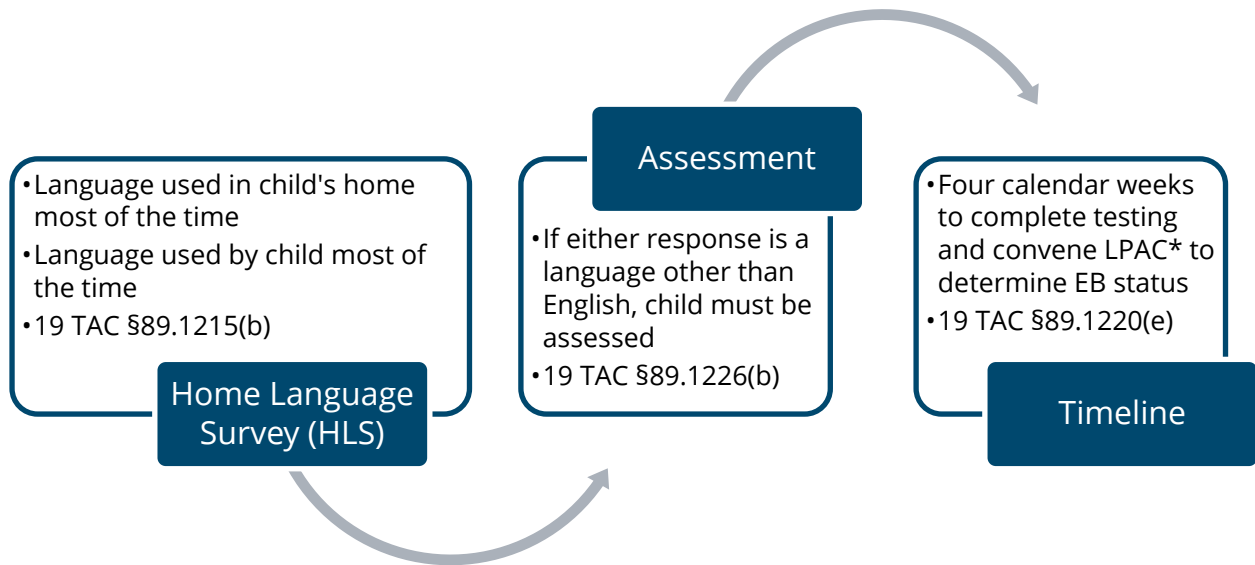 •Language used in child's home
most of the time
•Language used by child most of
the time
•19 TAC §89.1215(b)
Home Language
Survey (HLS)
Assessment
•If either response is a
language other than
English, child must be
assessed
•19 TAC §89.1226(b)
•Four calendar weeks
to complete testing
and convene LPAC* to
determine EB status
•19 TAC §89.1220(e)
Timeline